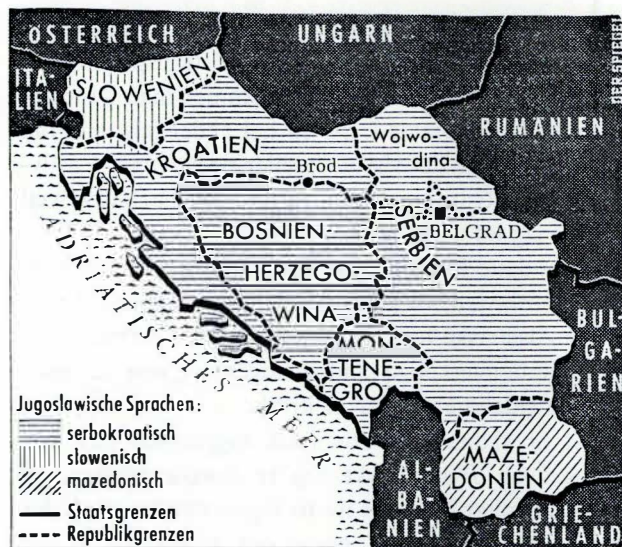 ÖSTERREICH
UNGARN
DER SPIEGEL
ITA-
LIEN
SLOWENIEN
RUMÄNIEN
Wojwo-
dina
KROATIEN
Brod
SERBIEN
BELGRAD
BOSNIEN-
HERZEGO-
WINA
ADRIATISCHES MEER
MON-
TENE-
GRO
BUL-
GA-
RIEN
MAZE-
DONIEN
AL-
BA-
NIEN
GRIE-
CHENLAND
Jugoslawische Sprachen:
serbokroatisch
slowenisch
mazedonisch
Staatsgrenzen
Republikgrenzen